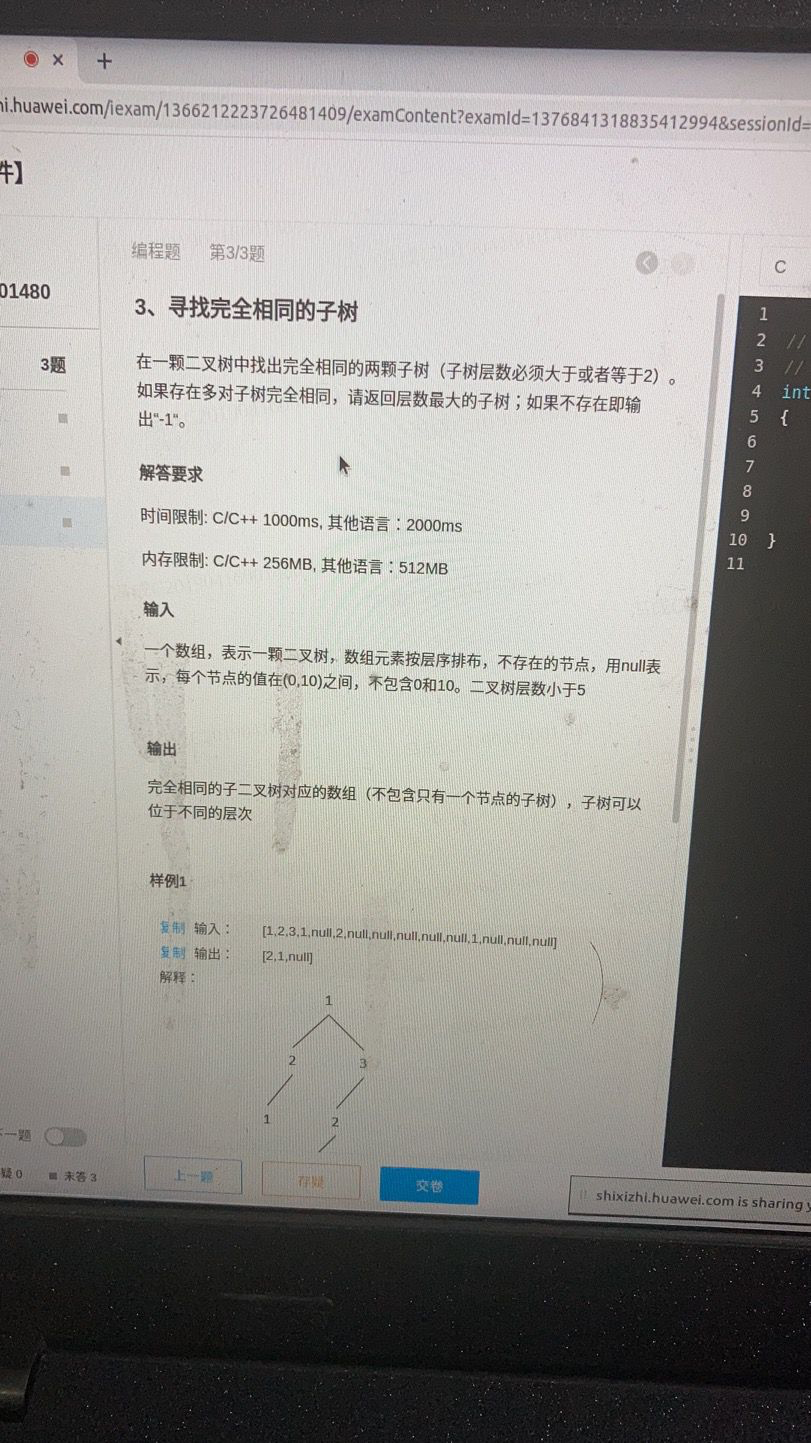 hi.huawei.com/iexam/1366212223726481409/examContent?examId=1376841318835412994&sessionId=
件】
编程题 第3/3题
01480
3题
3、寻找完全相同的子树
在一颗二叉树中找出完全相同的两颗子树（子树层数必须大于或者等于2）。
如果存在多对子树完全相同，请返回层数最大的子树；如果不存在即输
出“-1“。
解答要求
时间限制: C/C++ 1000ms, 其他语言：2000ms
内存限制: C/C++ 256MB, 其他语言：512MB
输入
一个数组，表示一颗二叉树，数组元素按层序排布，不存在的节点，用null表
示，每个节点的值在(0,10)之间，不包含0和10。二叉树层数小于5
输出
完全相同的子二叉树对应的数组（不包含只有一个节点的子树），子树可以
位于不同的层次
样例1
复制 输入： [1,2,3,1,null,2,null,null,null,null,null,1,null,null,null]
复制 输出： [2,1,null]
解释：
1
2 3
1 2
一题
疑 0 未答 3
上一题 存疑 交卷
shixizhi.huawei.com is sharing y
C
1
2 //
3 //
4 int
5 {
6
7
8
9
10 }
11